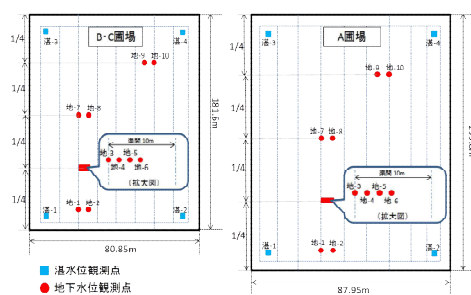 B-C圃場
湛-3
湛-4
地-9 地-10
1/4
地-7 地-8
1/4
畝間 10m
地-3 地-5
地-4 地-6
(拡大図)
1/4
1/4
湛-1
地-1 地-2
湛-2
80.85m
181.6m
A圃場
湛-3
湛-4
地-9 地-10
1/4
地-7 地-8
1/4
畝間 10m
地-3 地-5
地-4 地-6
(拡大図)
1/4
1/4
湛-1
地-1 地-2
湛-2
87.95m
湛水位観測点
地下水位観測点